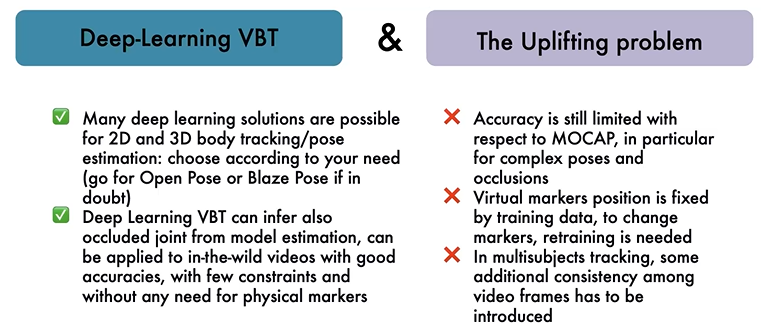 Deep-Learning VBT
&
The Uplifting problem
Many deep learning solutions are possible
for 2D and 3D body tracking/pose
estimation: choose according to your need
(go for Open Pose or Blaze Pose if in
doubt)
Deep Learning VBT can infer also
occluded joint from model estimation, can
be applied to in-the-wild videos with good
accuracies, with few constraints and
without any need for physical markers
Accuracy is still limited with
respect to MOCAP, in particular
for complex poses and
occlusions
Virtual markers position is fixed
by training data, to change
markers, retraining is needed
In multisubjects tracking, some
additional consistency among
video frames has to be
introduced